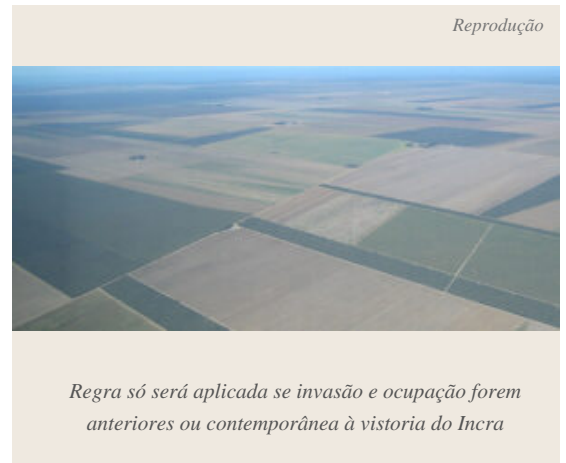 Reprodução
Regra só será aplicada se invasão e ocupação forem
anteriores ou contemporânea à vistoria do Incra